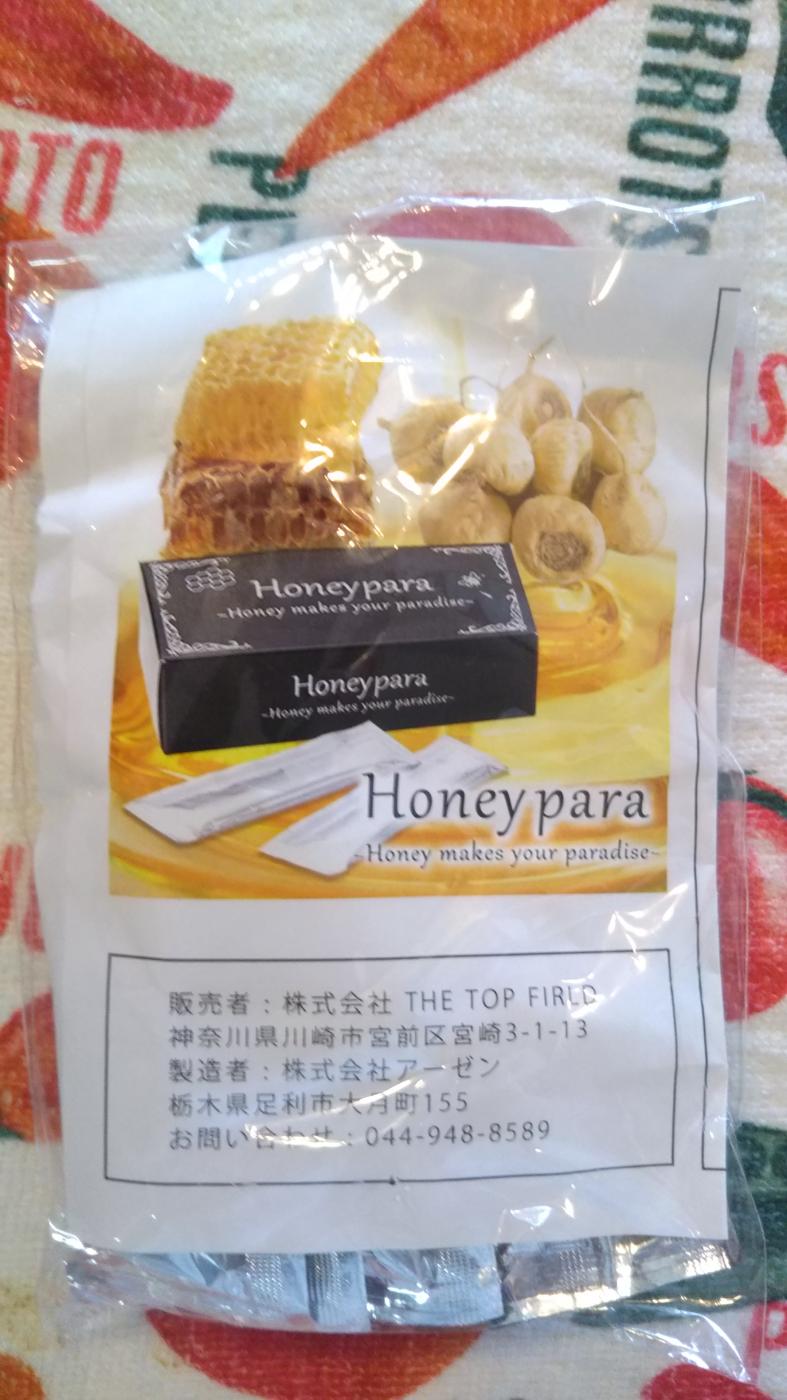 OTO
PE
RROTS
Honeypara
~Honey makes your paradise~
Honeypara
~Honey makes your paradise~
Honeypara
~Honey makes your paradise~
販売者：株式会社 THE TOP FIRLD
神奈川県川崎市宮前区宮崎3-1-13
製造者：株式会社アーゼン
栃木県足利市大月町155
お問い合わせ：044-948-8589